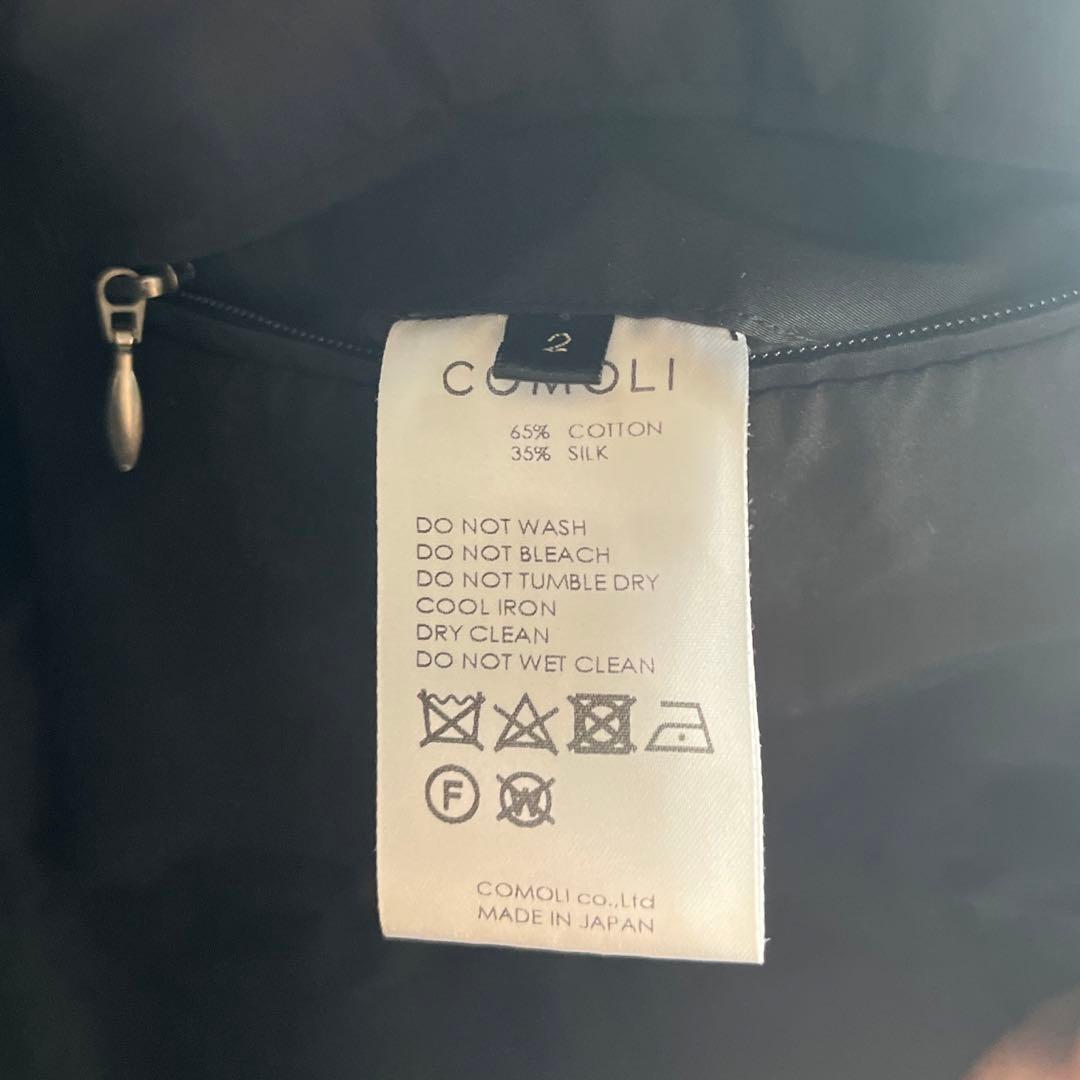 2
COMOLI
65% COTTON
35% SILK
DO NOT WASH
DO NOT BLEACH
DO NOT TUMBLE DRY
COOL IRON
DRY CLEAN
DO NOT WET CLEAN
F W
COMOLI co.,Ltd
MADE IN JAPAN